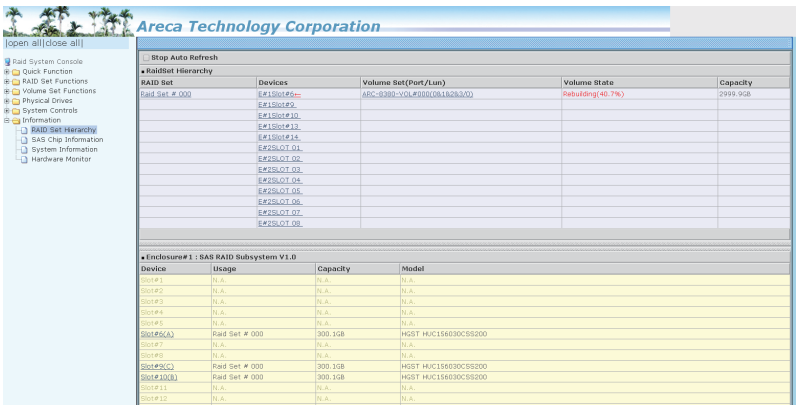 Areca Technology Corporation
|open all|close all|
Raid System Console
Quick Function
RAID Set Functions
Volume Set Functions
Physical Drives
System Controls
Information
RAID Set Hierarchy
SAS Chip Information
System Information
Hardware Monitor
Stop Auto Refresh
• RaidSet Hierarchy
RAID Set Devices Volume Set(Port/Lun) Volume State Capacity
Raid Set # 000 E#1Slot#6← ARC-8380-VOL#000(0&1&2&3/0) Rebuilding(40.7%) 2999.9GB
E#1Slot#9
E#1Slot#10
E#1Slot#13
E#1Slot#14
E#2SLOT 01
E#2SLOT 02
E#2SLOT 03
E#2SLOT 04
E#2SLOT 05
E#2SLOT 06
E#2SLOT 07
E#2SLOT 08
• Enclosure#1 : SAS RAID Subsystem V1.0
Device Usage Capacity Model
Slot#1 N.A. N.A. N.A.
Slot#2 N.A. N.A. N.A.
Slot#3 N.A. N.A. N.A.
Slot#4 N.A. N.A. N.A.
Slot#5 N.A. N.A. N.A.
Slot#6(A) Raid Set # 000 300.1GB HGST HUC156030CSS200
Slot#7 N.A. N.A. N.A.
Slot#8 N.A. N.A. N.A.
Slot#9(C) Raid Set # 000 300.1GB HGST HUC156030CSS200
Slot#10(B) Raid Set # 000 300.1GB HGST HUC156030CSS200
Slot#11 N.A. N.A. N.A.
Slot#12 N.A. N.A. N.A.